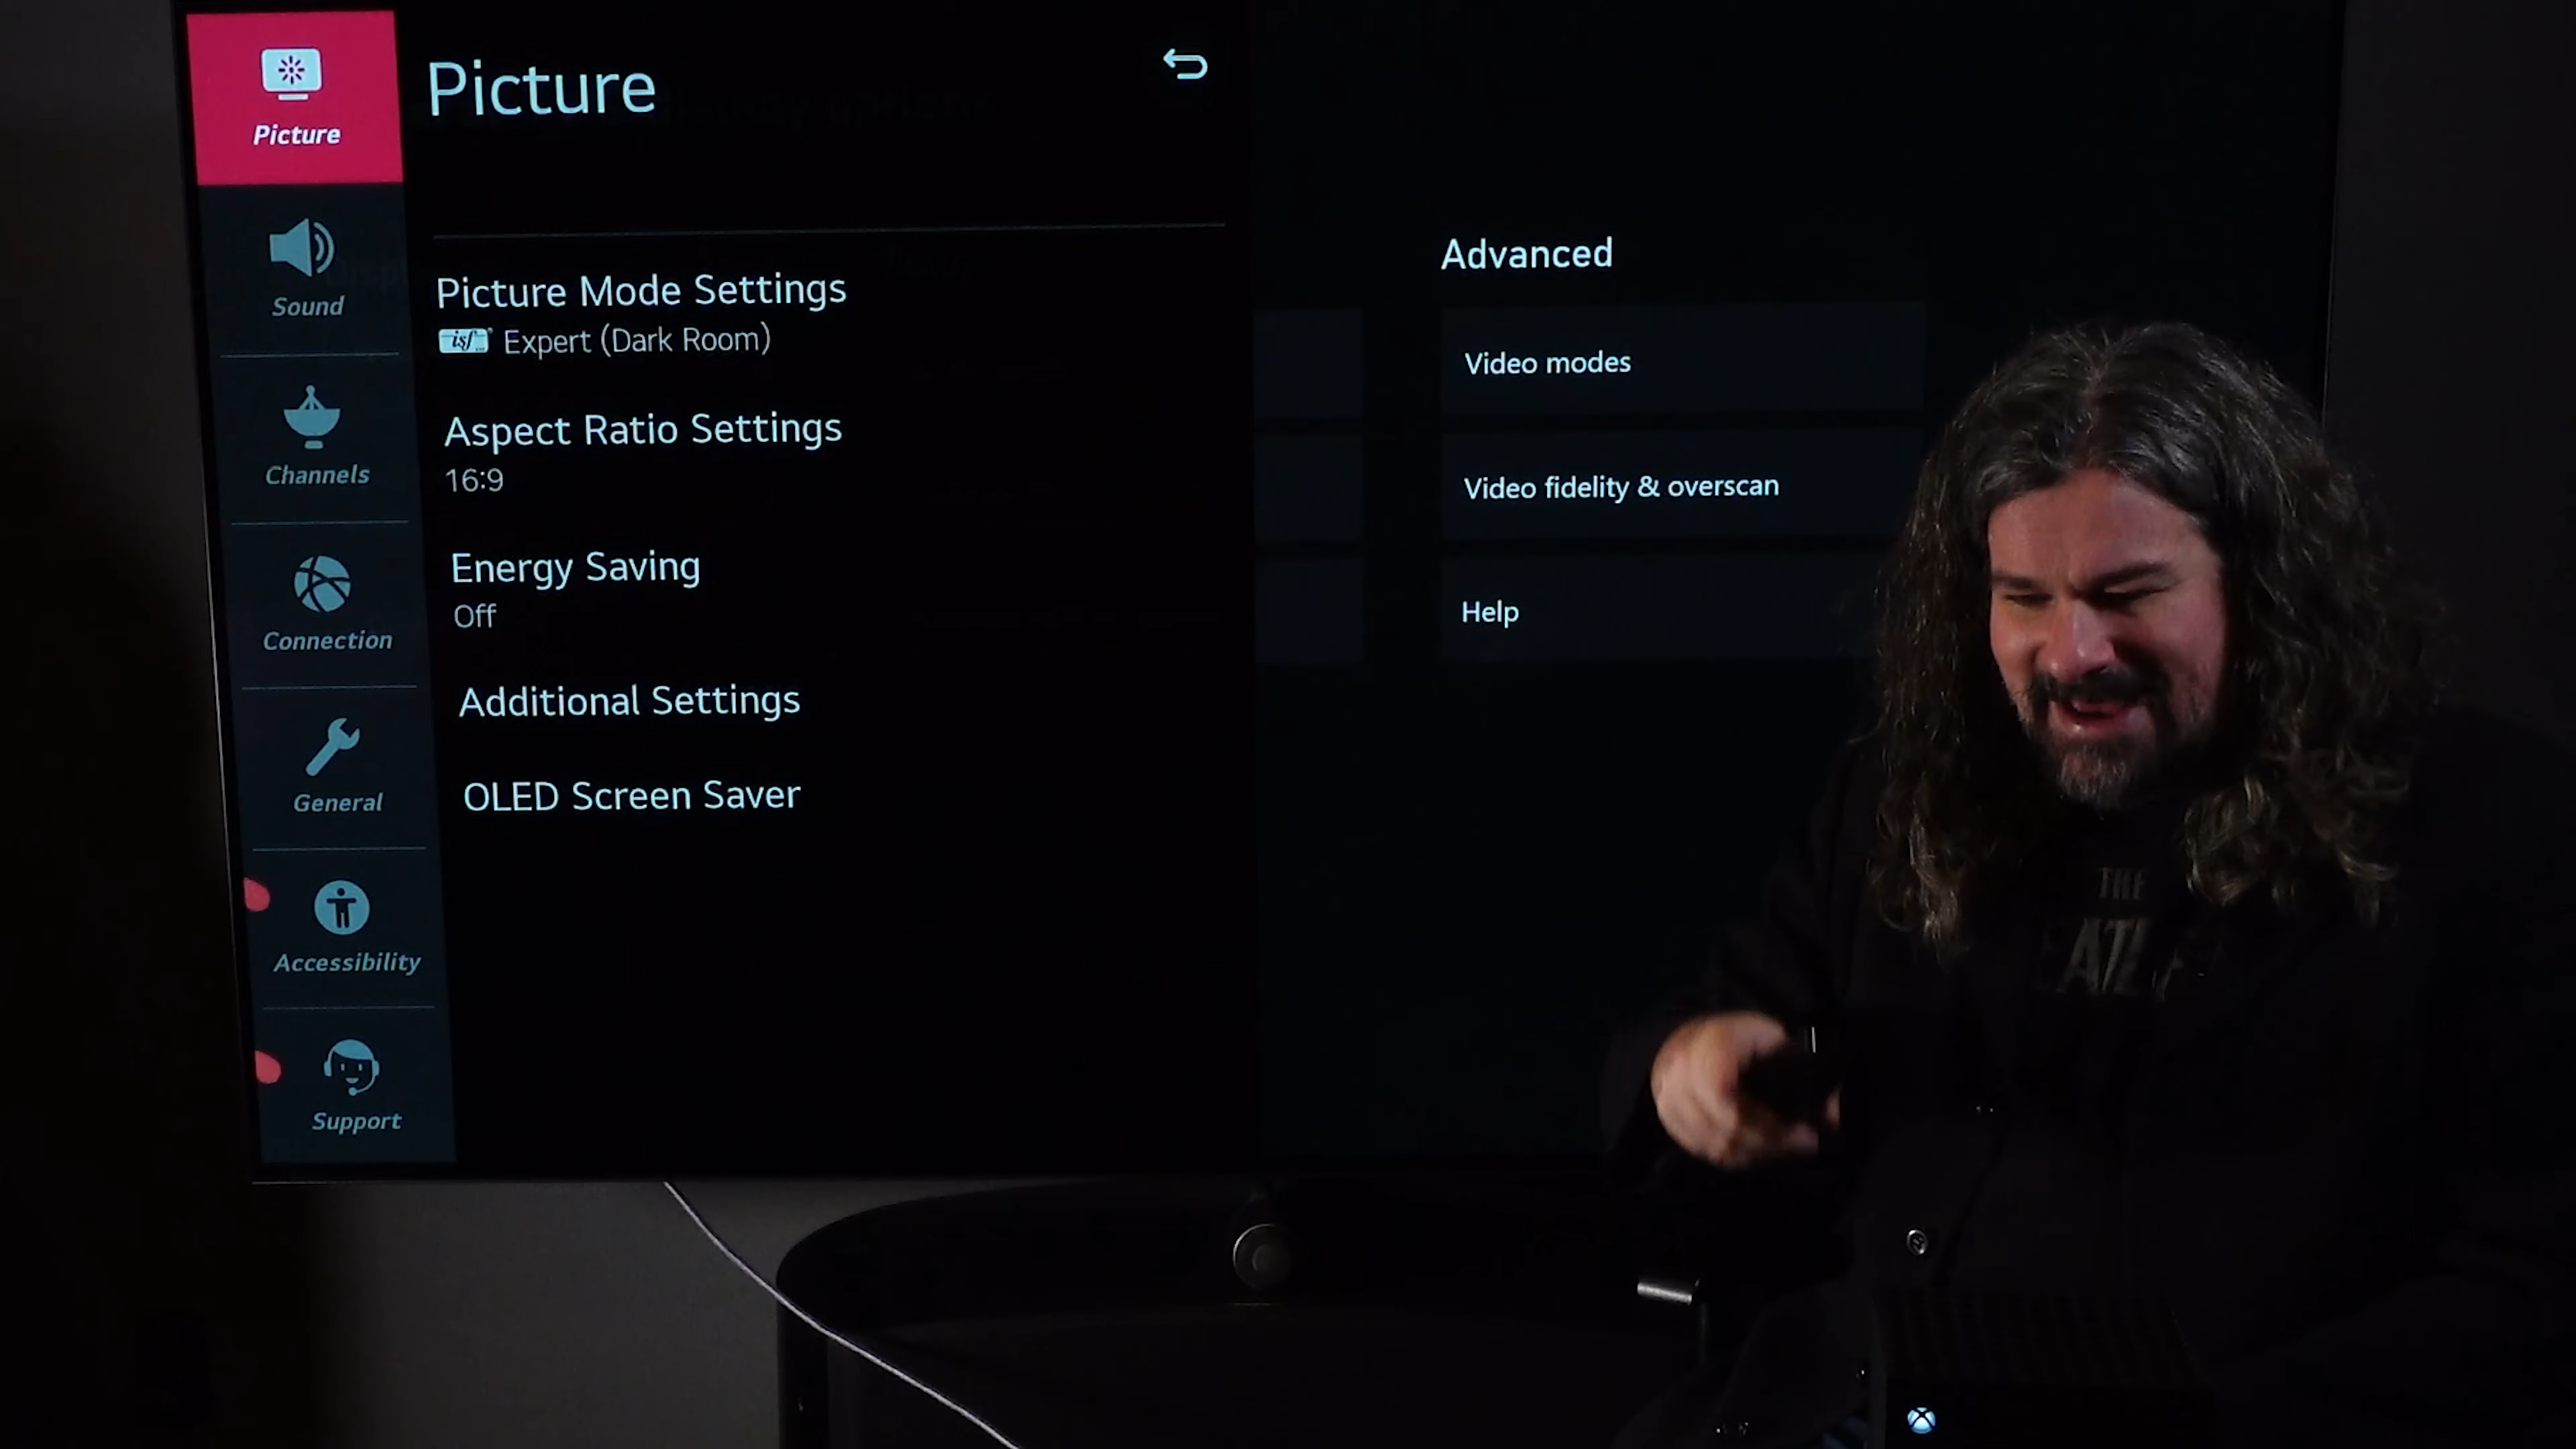 Picture
Sound
Channels
Connection
General
Accessibility
Support
Picture
Picture Mode Settings
isf Expert (Dark Room)
Aspect Ratio Settings
16:9
Energy Saving
Off
Additional Settings
OLED Screen Saver
Advanced
Video modes
Video fidelity & overscan
Help
THE